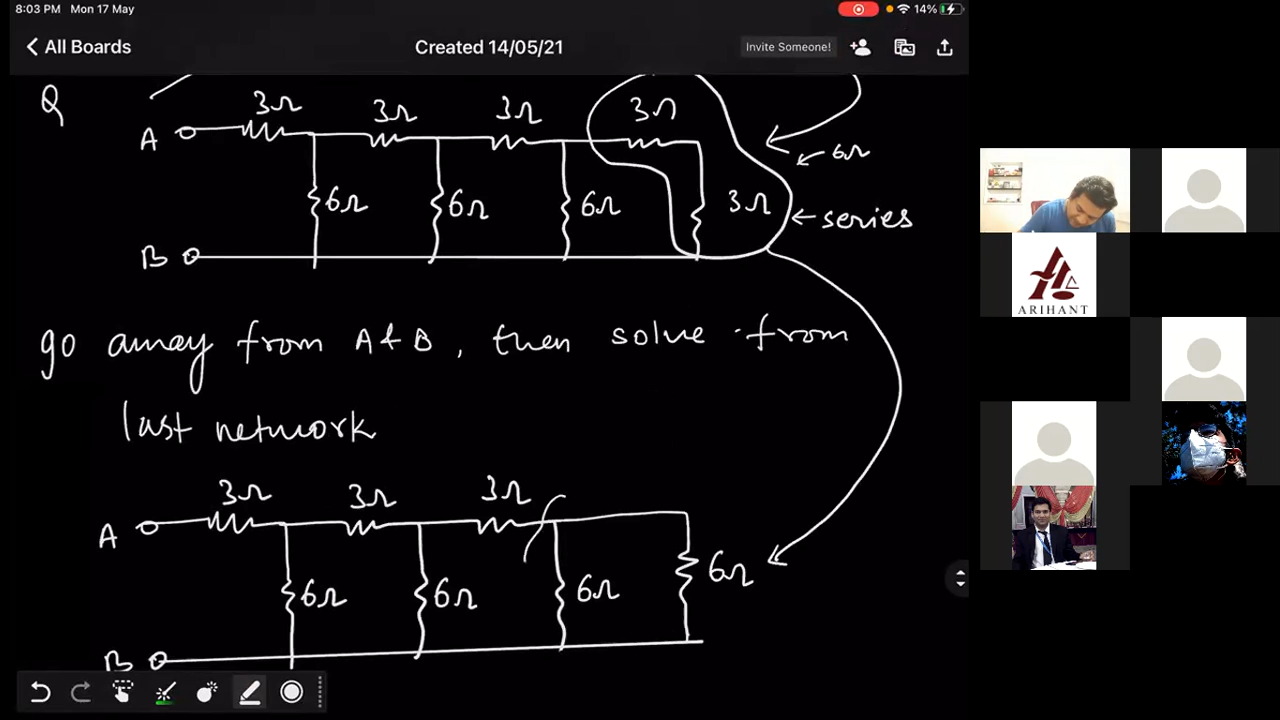 8:03 PM Mon 17 May
14%
All Boards
Created 14/05/21
Invite Someone!
Q
3Ω 3Ω 3Ω 3Ω
A
6Ω
6Ω 6Ω 6Ω 3Ω
series
B
go away from A & B, then solve from
last network
3Ω 3Ω 3Ω
A
6Ω 6Ω 6Ω 6Ω
B
ARIHANT